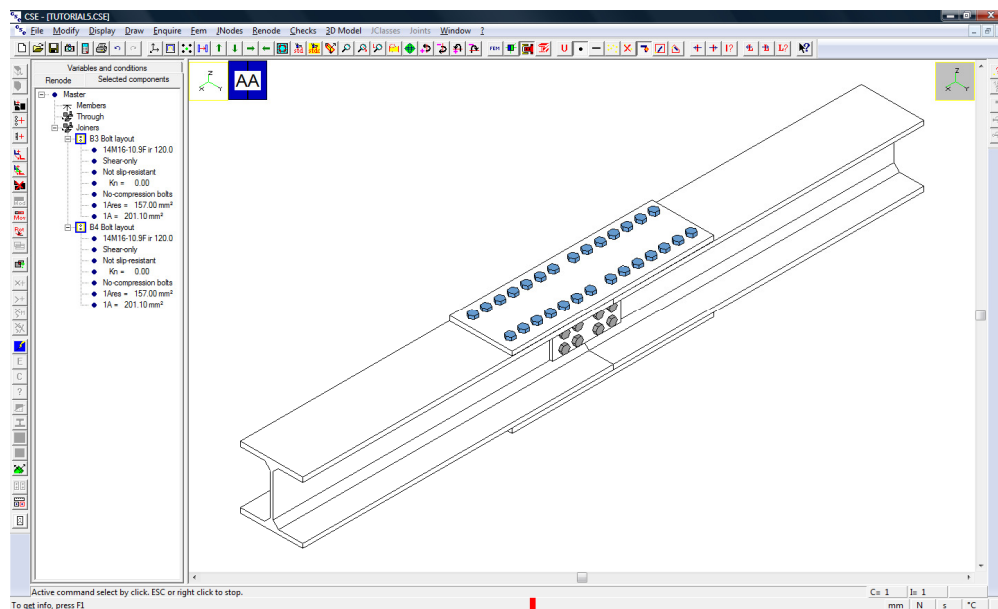 CSE - [TUTORIAL5.CSE]
File Modify Display Draw Enquire Fem JNodes Renode Checks 3D Model JClasses Joints Window ?
Variables and conditions
Renode Selected components
Master
Members
Through
Joiners
B3 Bolt layout
14M16-10.9F ir 120.0
Shear-only
Not slip-resistant
Kn = 0.00
No-compression bolts
1Ares = 157.00 mm²
1A = 201.10 mm²
B4 Bolt layout
14M16-10.9F ir 120.0
Shear-only
Not slip-resistant
Kn = 0.00
No-compression bolts
1Ares = 157.00 mm²
1A = 201.10 mm²
Z
X Y
AA
Z
X Y
Active command select by click. ESC or right click to stop.
C= 1 I= 1
To get info, press F1
mm N s °C